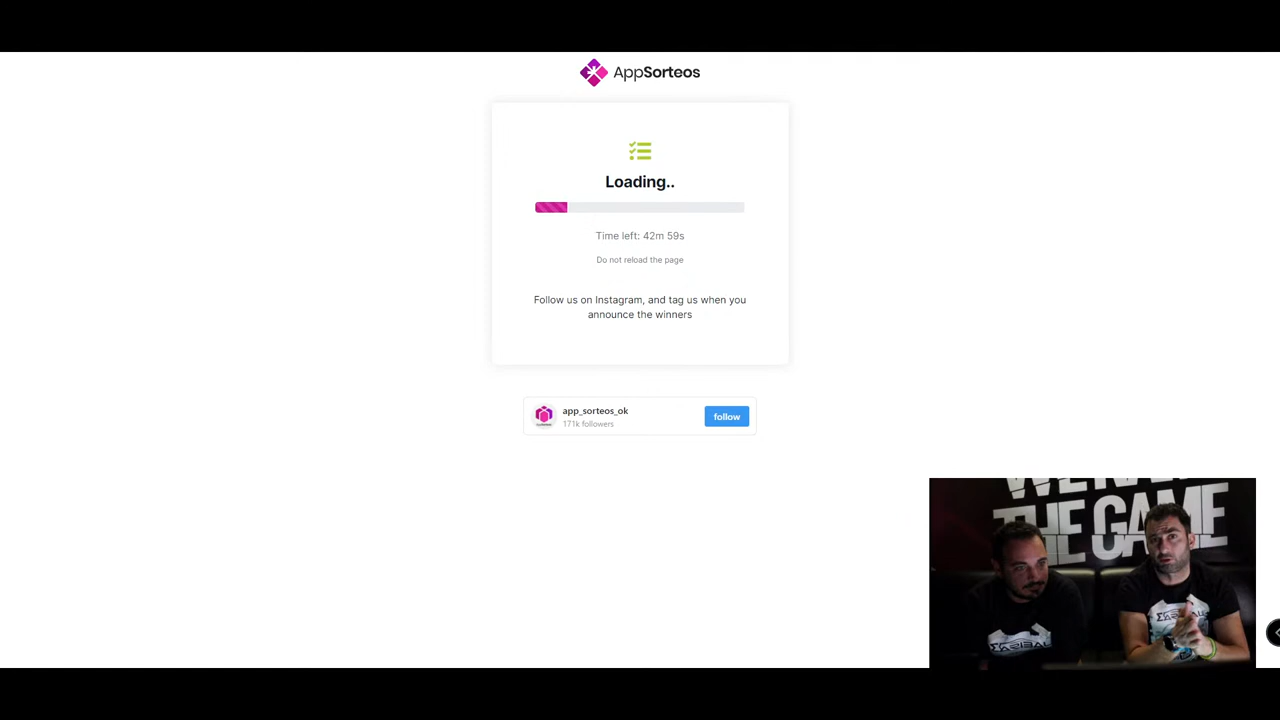 AppSorteos
Loading..
Time left: 42m 59s
Do not reload the page
Follow us on Instagram, and tag us when you
announce the winners
app_sorteos_ok
171k followers
follow
THE GAME